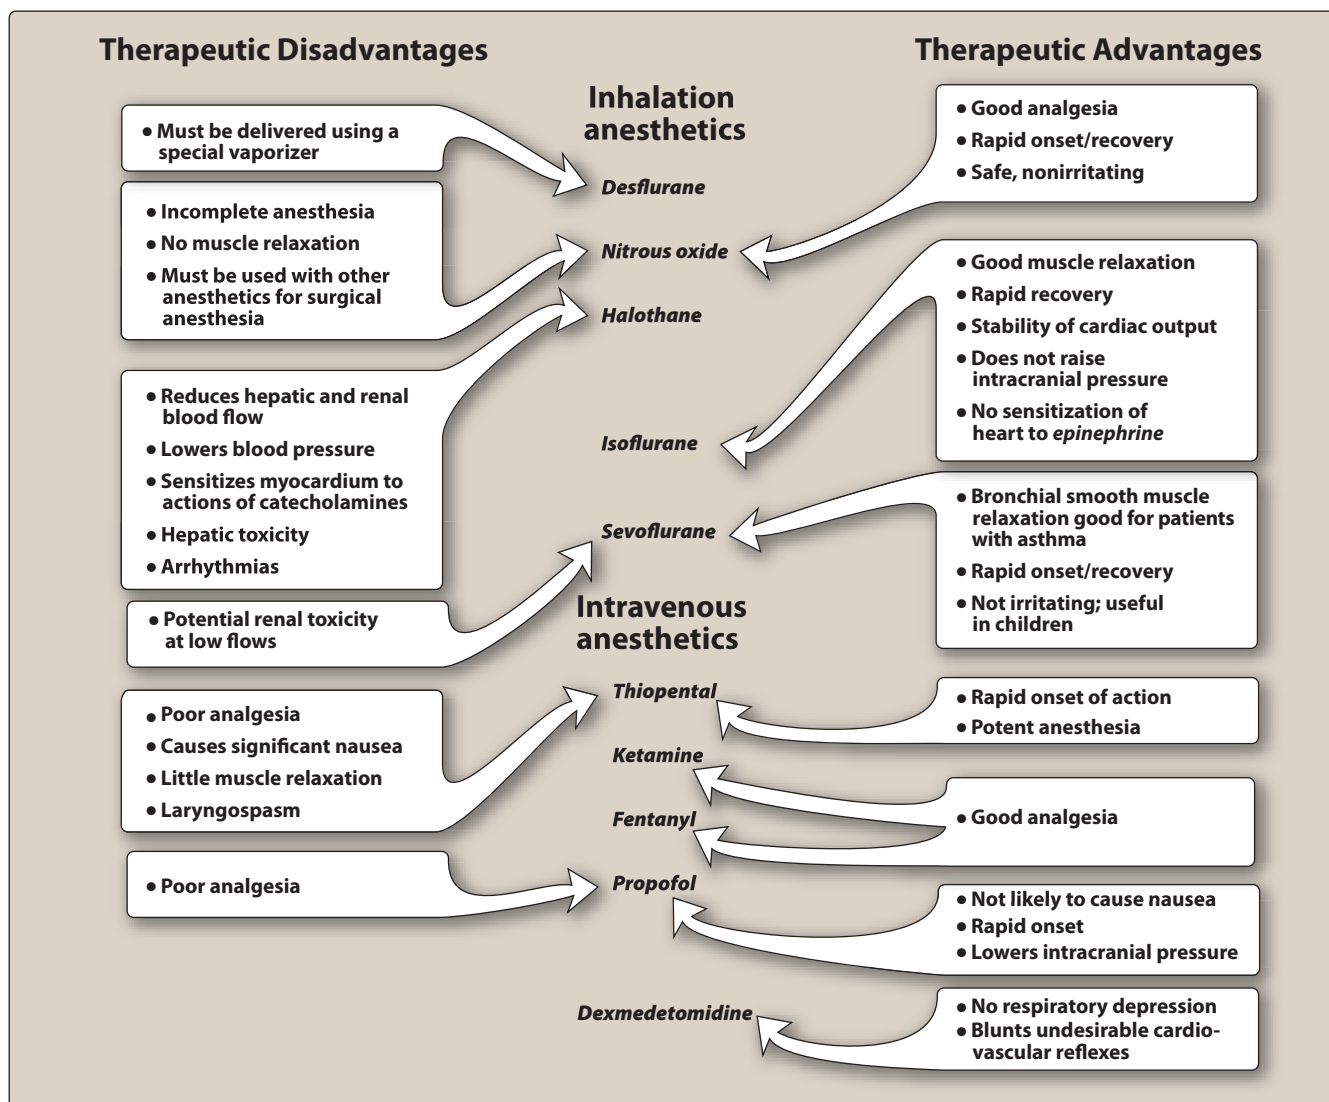 Therapeutic Disadvantages
• Must be delivered using a
special vaporizer
• Incomplete anesthesia
• No muscle relaxation
• Must be used with other
anesthetics for surgical
anesthesia
• Reduces hepatic and renal
blood flow
• Lowers blood pressure
• Sensitizes myocardium to
actions of catecholamines
• Hepatic toxicity
• Arrhythmias
• Potential renal toxicity
at low flows
• Poor analgesia
• Causes significant nausea
• Little muscle relaxation
• Laryngospasm
• Poor analgesia
Inhalation
anesthetics
Desflurane
Nitrous oxide
Halothane
Isoflurane
Sevoflurane
Intravenous
anesthetics
Thiopental
Ketamine
Fentanyl
Propofol
Dexmedetomidine
Therapeutic Advantages
• Good analgesia
• Rapid onset/recovery
• Safe, nonirritating
• Good muscle relaxation
• Rapid recovery
• Stability of cardiac output
• Does not raise
intracranial pressure
• No sensitization of
heart to epinephrine
• Bronchial smooth muscle
relaxation good for patients
with asthma
• Rapid onset/recovery
• Not irritating; useful
in children
• Rapid onset of action
• Potent anesthesia
• Good analgesia
• Not likely to cause nausea
• Rapid onset
• Lowers intracranial pressure
• No respiratory depression
• Blunts undesirable cardio-
vascular reflexes